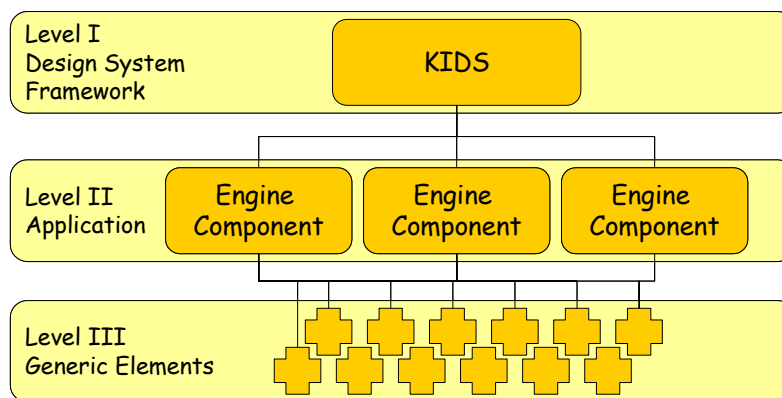 Level I
Design System
Framework
KIDS
Level II
Application
Engine
Component
Engine
Component
Engine
Component
Level III
Generic Elements